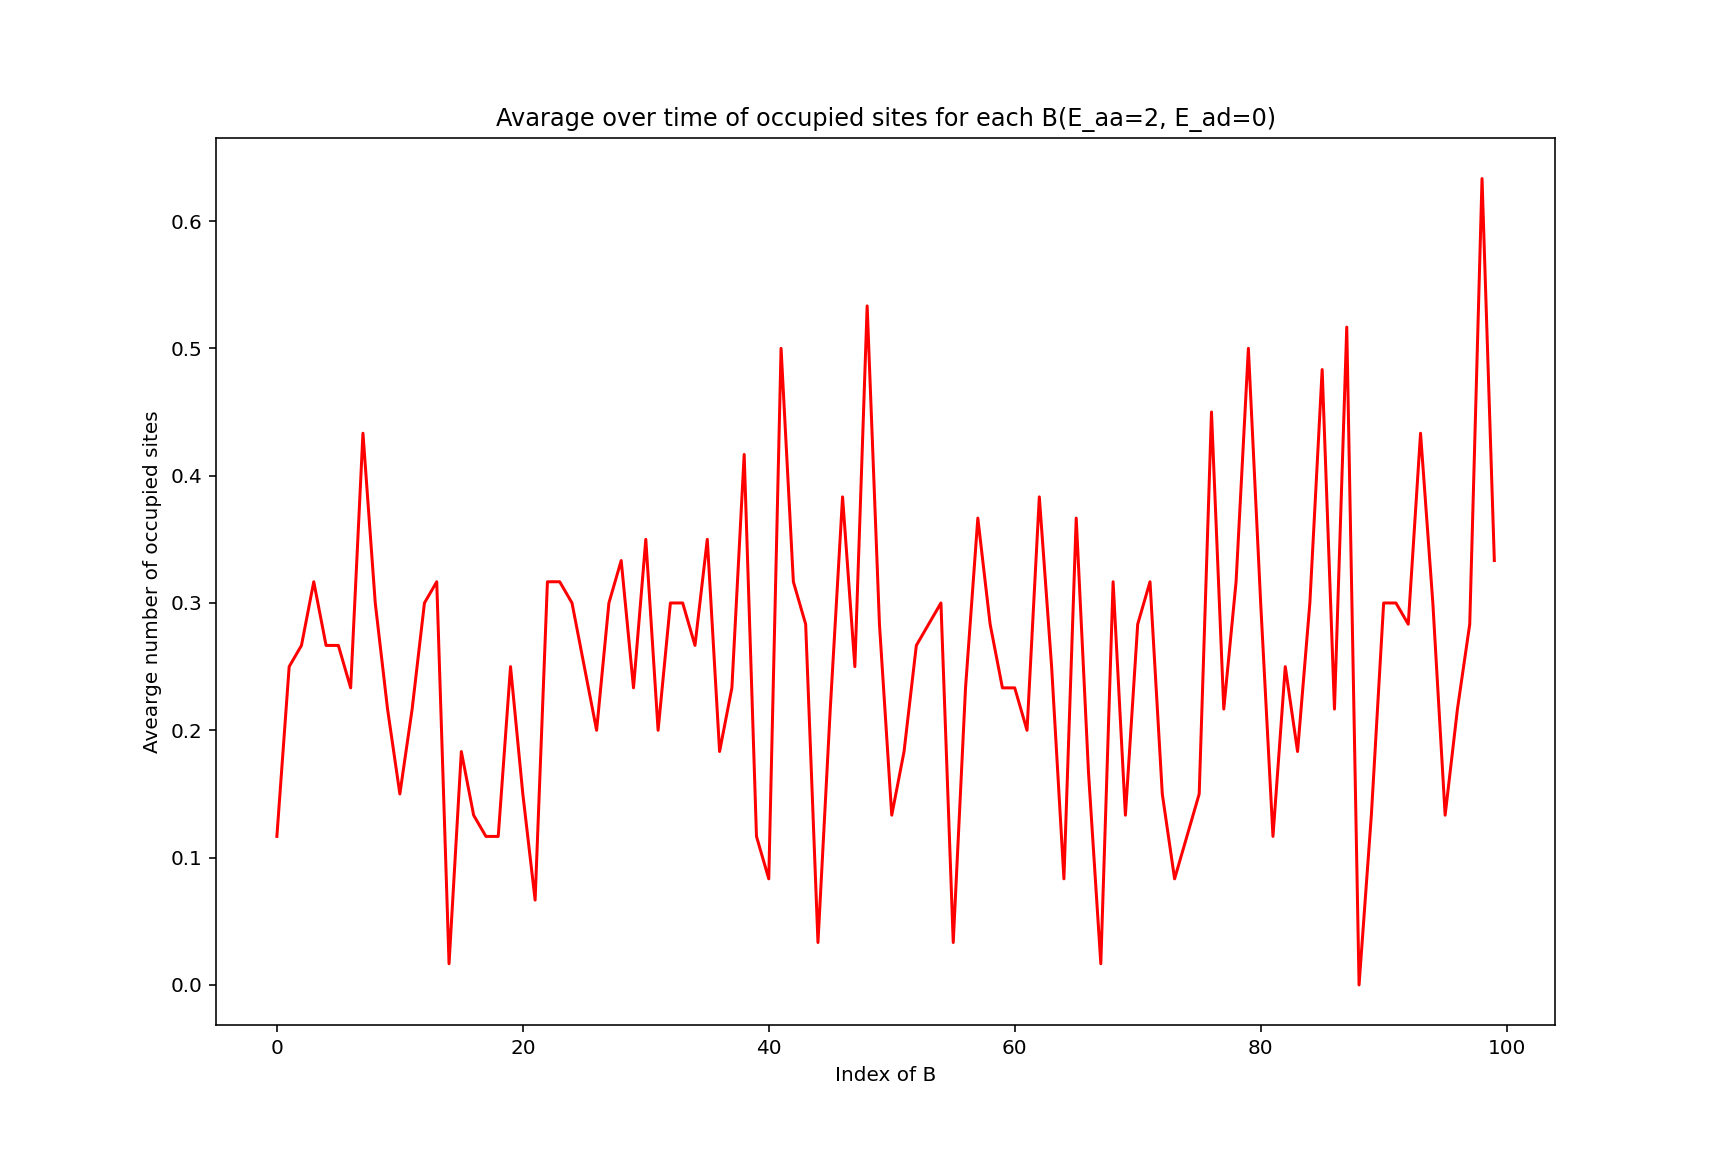 Avarage over time of occupied sites for each B(E_aa=2, E_ad=0)
Avearge number of occupied sites
0.6
0.5
0.4
0.3
0.2
0.1
0.0
0 20 40 60 80 100
Index of B